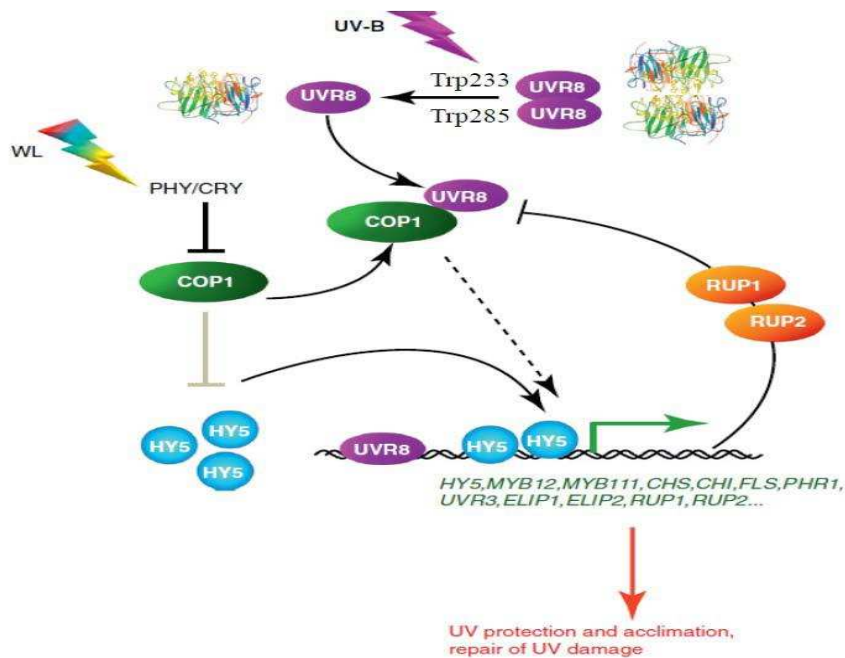 UV-B
Trp233
UVR8
UVR8
Trp285
UVR8
WL
PHY/CRY
UVR8
COP1
COP1
RUP1
RUP2
HY5
HY5
HY5
UVR8
HY5
HY5
HY5,MYB12,MYB111,CHS,CHI,FLS,PHR1,
UVR3,ELIP1,ELIP2,RUP1,RUP2...
UV protection and acclimation,
repair of UV damage